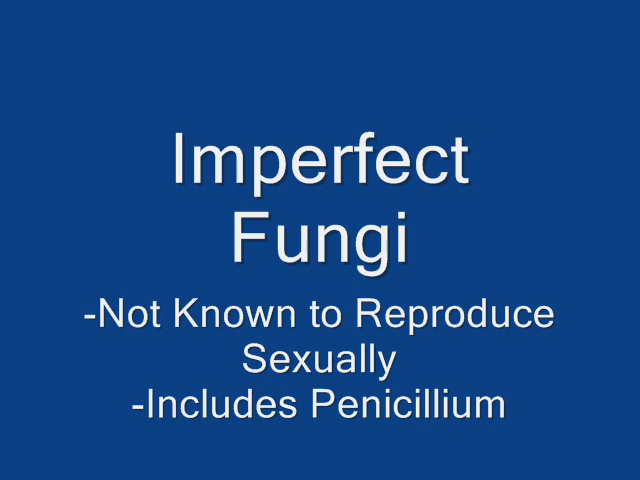 Imperfect
Fungi
-Not Known to Reproduce
Sexually
-Includes Penicillium